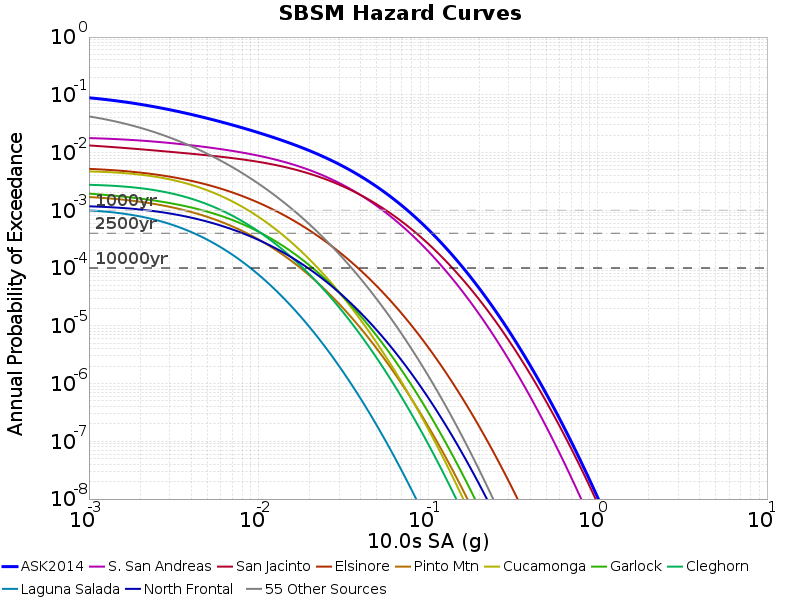 SBSM Hazard Curves
Annual Probability of Exceedance
10^0
10^-1
10^-2
10^-3
10^-4
10^-5
10^-6
10^-7
10^-8
1000yr
2500yr
10000yr
10^-3 10^-2 10^-1 10^0 10^1
10.0s SA (g)
ASK2014 S. San Andreas San Jacinto Elsinore Pinto Mtn Cucamonga Garlock Cleghorn
Laguna Salada North Frontal 55 Other Sources